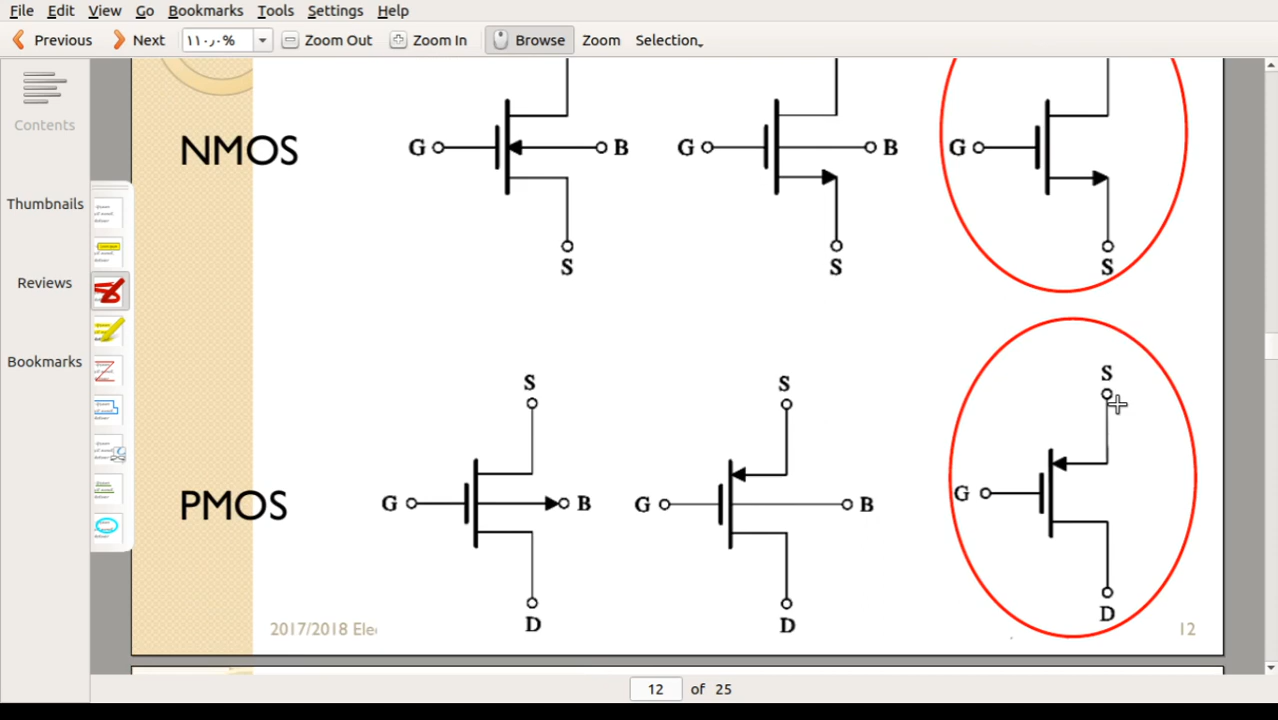 File Edit View Go Bookmarks Tools Settings Help
Previous Next ١١٠٫٠% Zoom Out Zoom In Browse Zoom Selection
Contents
Thumbnails
Reviews
Bookmarks
NMOS
G B G B G
S S S
S S S
PMOS
G B G B G
D D D
2017/2018 12
12 of 25